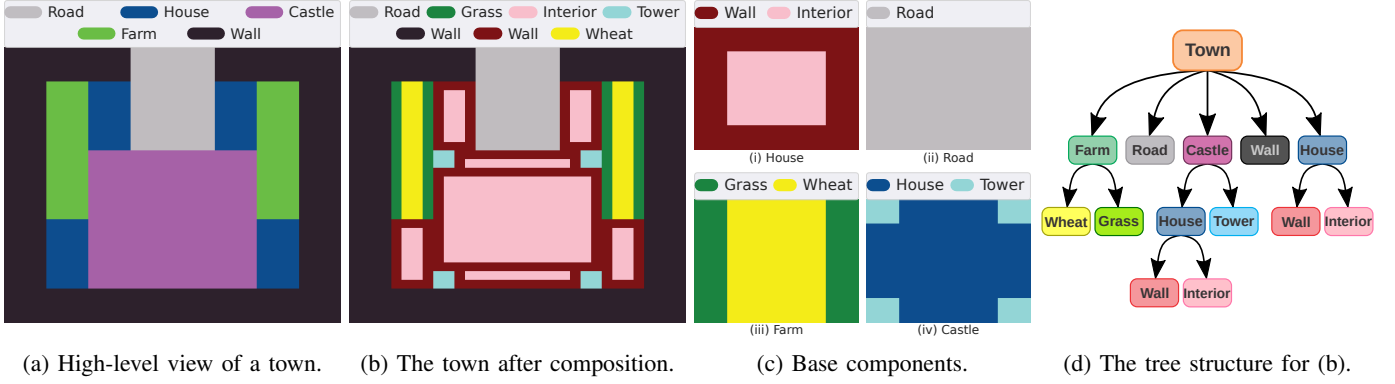 Road House Castle
Farm Wall
Road Grass Interior Tower
Wall Wall Wheat
Wall Interior
(i) House
Road
(ii) Road
Grass Wheat
(iii) Farm
House Tower
(iv) Castle
Town
Farm Road Castle Wall House
Wheat Grass House Tower Wall Interior
Wall Interior
(a) High-level view of a town.
(b) The town after composition.
(c) Base components.
(d) The tree structure for (b).